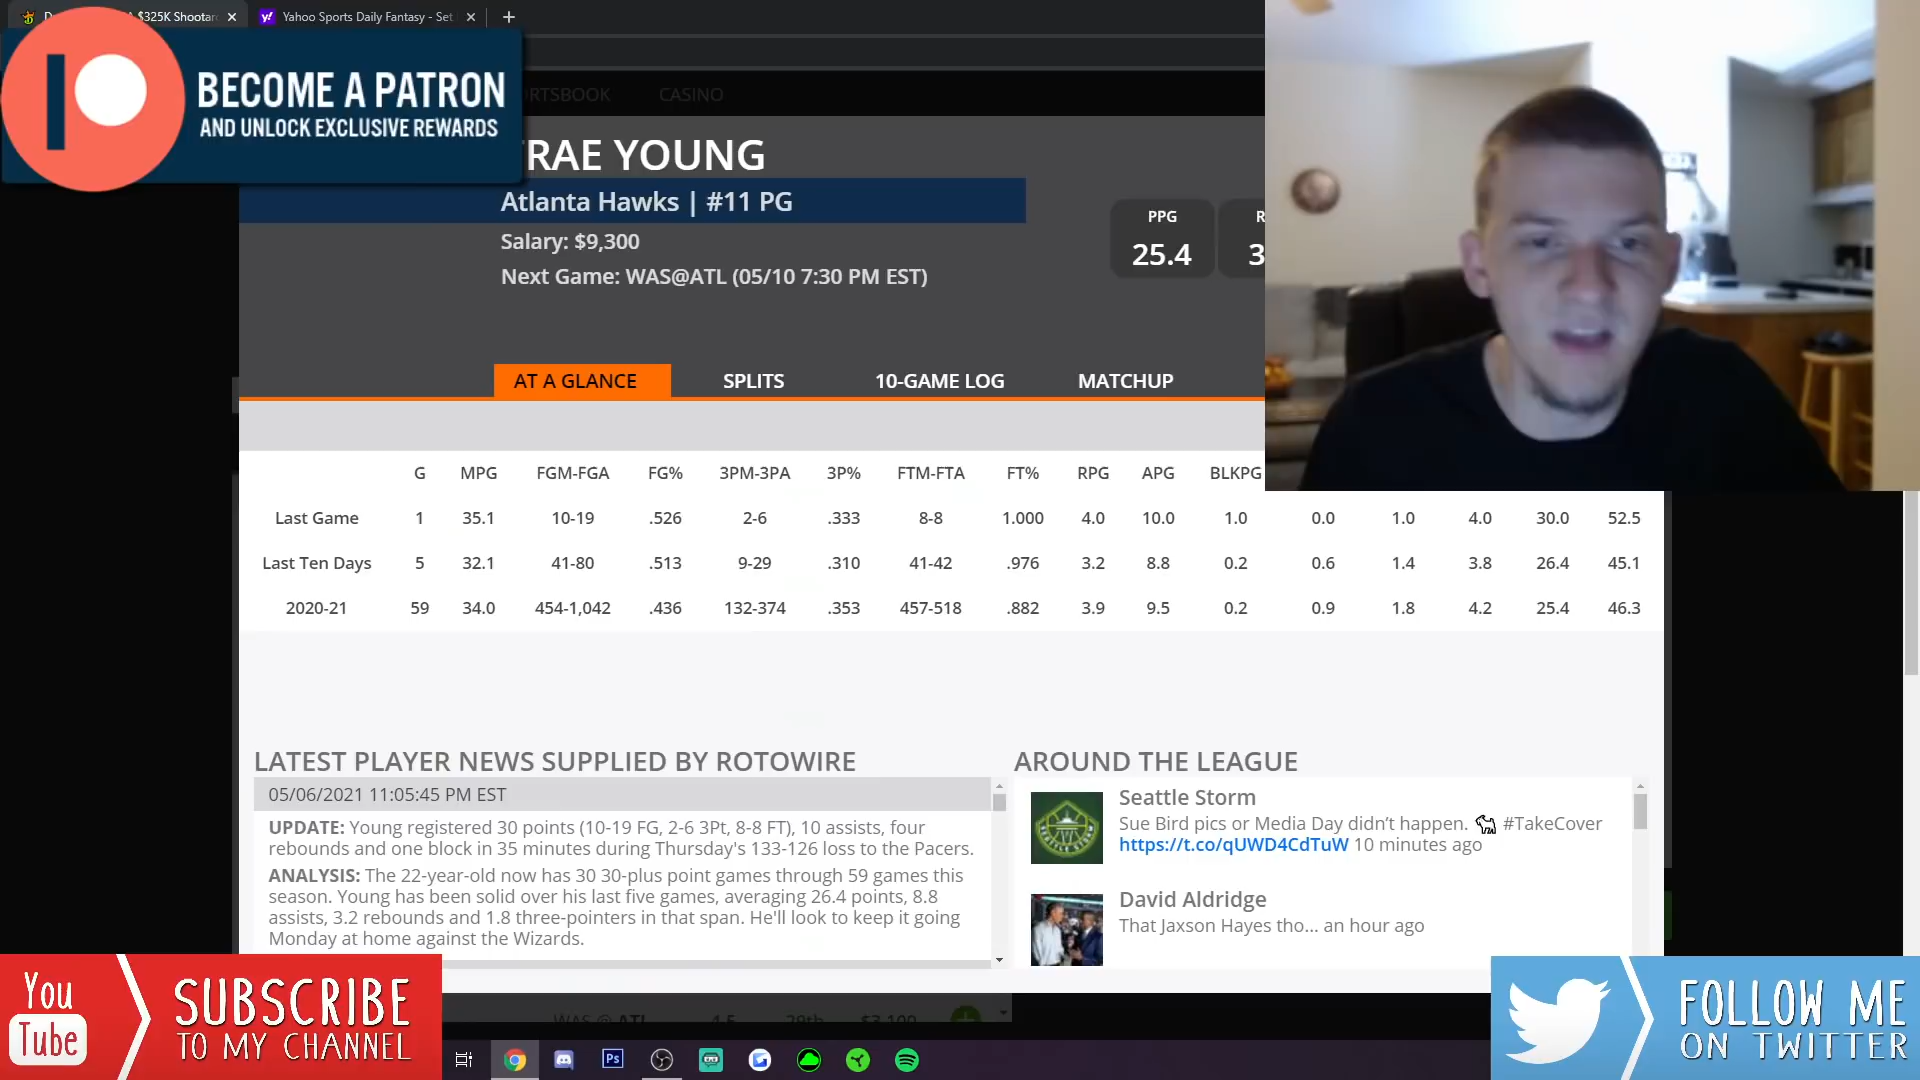 $325K Shootar
Yahoo Sports Daily Fantasy - Set
BECOME A PATRON
AND UNLOCK EXCLUSIVE REWARDS
CASINO
RAE YOUNG
Atlanta Hawks | #11 PG
Salary: $9,300
Next Game: WAS@ATL (05/10 7:30 PM EST)
PPG
25.4
AT A GLANCE SPLITS 10-GAME LOG MATCHUP
G MPG FGM-FGA FG% 3PM-3PA 3P% FTM-FTA FT% RPG APG BLKPG
Last Game 1 35.1 10-19 .526 2-6 .333 8-8 1.000 4.0 10.0 1.0 0.0 1.0 4.0 30.0 52.5
Last Ten Days 5 32.1 41-80 .513 9-29 .310 41-42 .976 3.2 8.8 0.2 0.6 1.4 3.8 26.4 45.1
2020-21 59 34.0 454-1,042 .436 132-374 .353 457-518 .882 3.9 9.5 0.2 0.9 1.8 4.2 25.4 46.3
LATEST PLAYER NEWS SUPPLIED BY ROTOWIRE
05/06/2021 11:05:45 PM EST
UPDATE: Young registered 30 points (10-19 FG, 2-6 3Pt, 8-8 FT), 10 assists, four
rebounds and one block in 35 minutes during Thursday's 133-126 loss to the Pacers.
ANALYSIS: The 22-year-old now has 30 30-plus point games through 59 games this
season. Young has been solid over his last five games, averaging 26.4 points, 8.8
assists, 3.2 rebounds and 1.8 three-pointers in that span. He'll look to keep it going
Monday at home against the Wizards.
AROUND THE LEAGUE
Seattle Storm
Sue Bird pics or Media Day didn't happen. #TakeCover
https://t.co/qUWD4CdTuW 10 minutes ago
David Aldridge
That Jaxson Hayes tho... an hour ago
You
Tube
SUBSCRIBE
TO MY CHANNEL
WAS @ ATL 4.5 29th $3,100
FOLLOW ME
ON TWITTER
Ps